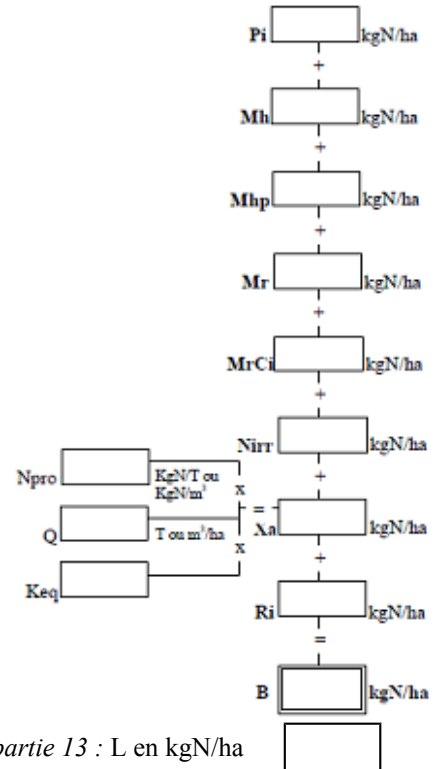 Pi kgN/ha
+
Mh kgN/ha
+
Mhp kgN/ha
+
Mr kgN/ha
+
MrCi kgN/ha
+
Nirr kgN/ha
Npro KgN/T ou
KgN/m³
x
+
Q T ou m³/ha
= Xa kgN/ha
x
+
Keq
Ri kgN/ha
=
B kgN/ha
partie 13 : L en kgN/ha